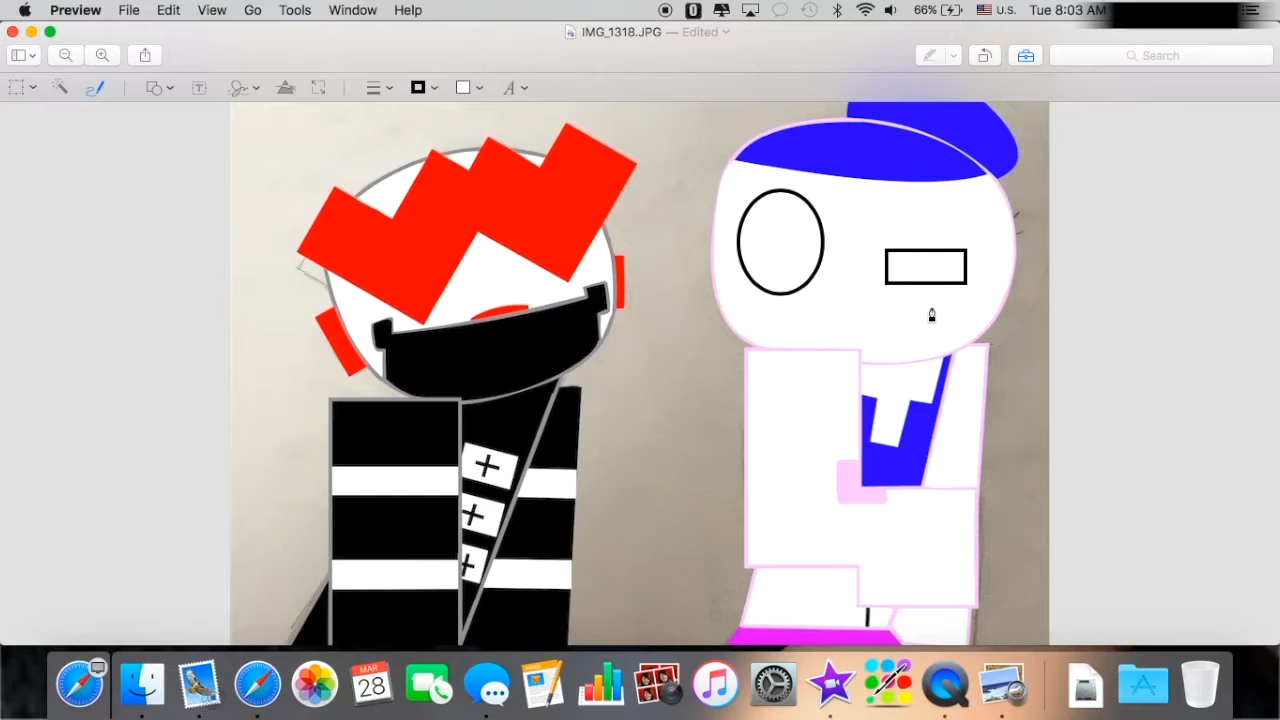 Preview File Edit View Go Tools Window Help 66% U.S. Tue 8:03 AM
IMG_1318.JPG — Edited
Search
MAR
28